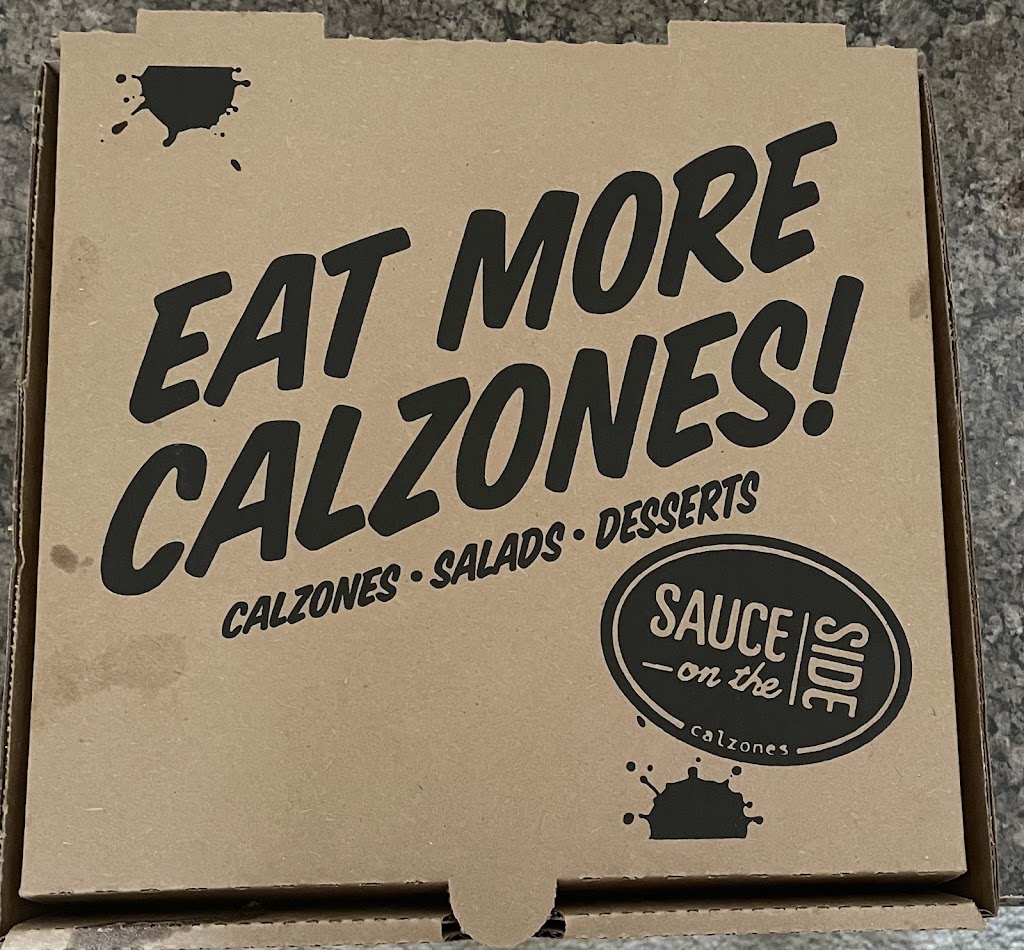 EAT MORE
CALZONES!
CALZONES • SALADS • DESSERTS
SAUCE
on the
SIDE
calzones